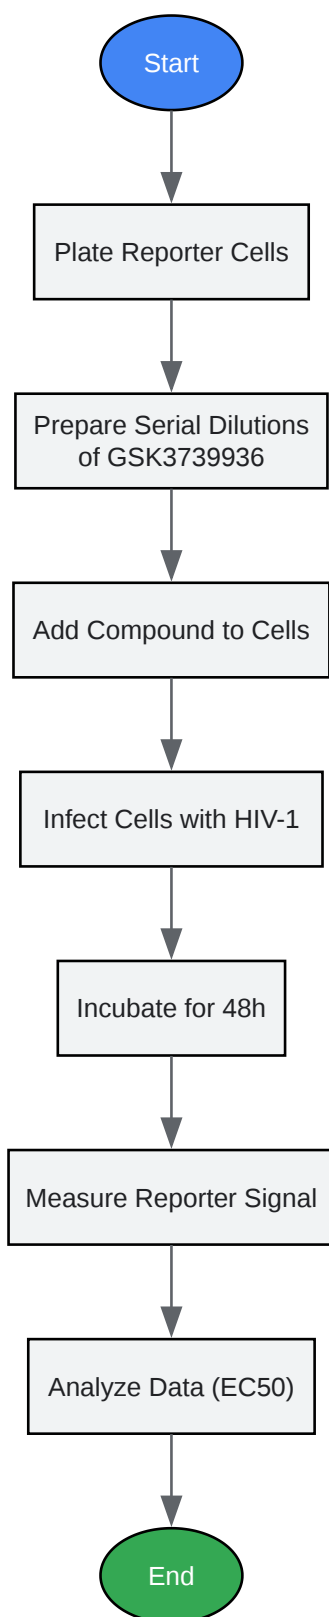 Start
Plate Reporter Cells
Prepare Serial Dilutions
of GSK3739936
Add Compound to Cells
Infect Cells with HIV-1
Incubate for 48h
Measure Reporter Signal
Analyze Data (EC50)
End